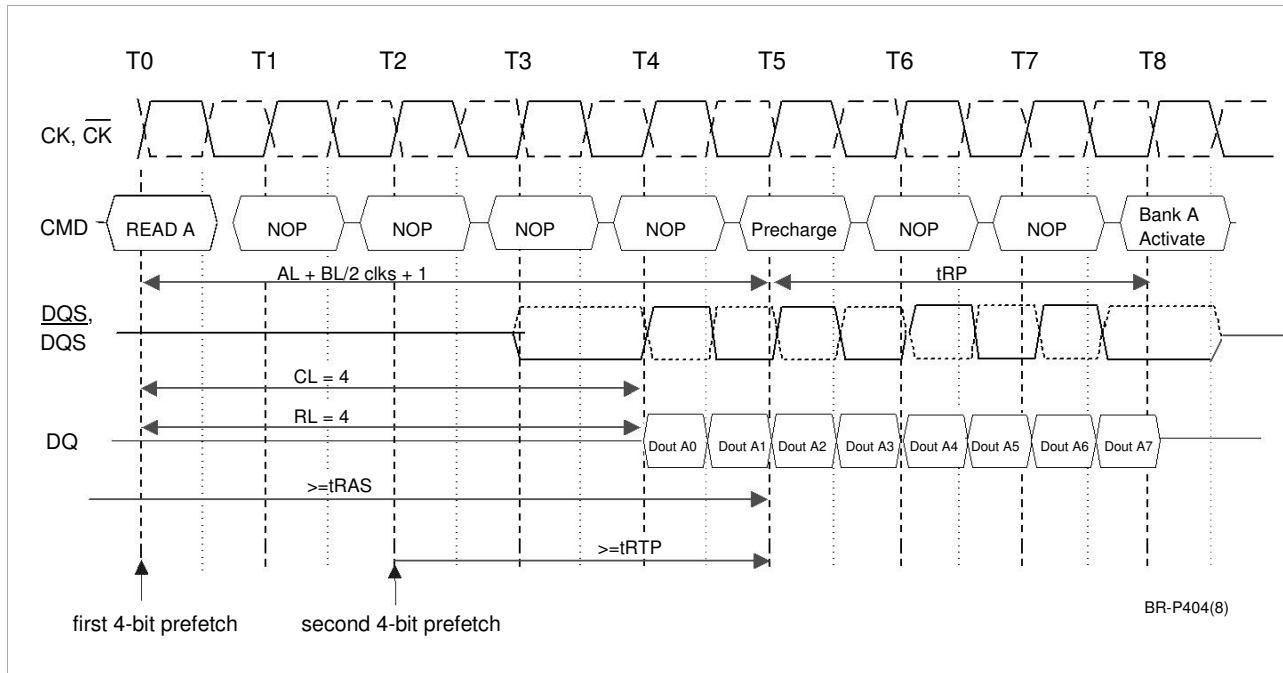 T0 T1 T2 T3 T4 T5 T6 T7 T8
CK, CK
CMD READ A NOP NOP NOP NOP Precharge NOP NOP Bank A
Activate
AL + BL/2 clks + 1 tRP
DQS,
DQS
CL = 4
RL = 4
DQ Dout A0 Dout A1 Dout A2 Dout A3 Dout A4 Dout A5 Dout A6 Dout A7
>=tRAS
>=tRTP
first 4-bit prefetch second 4-bit prefetch
BR-P404(8)